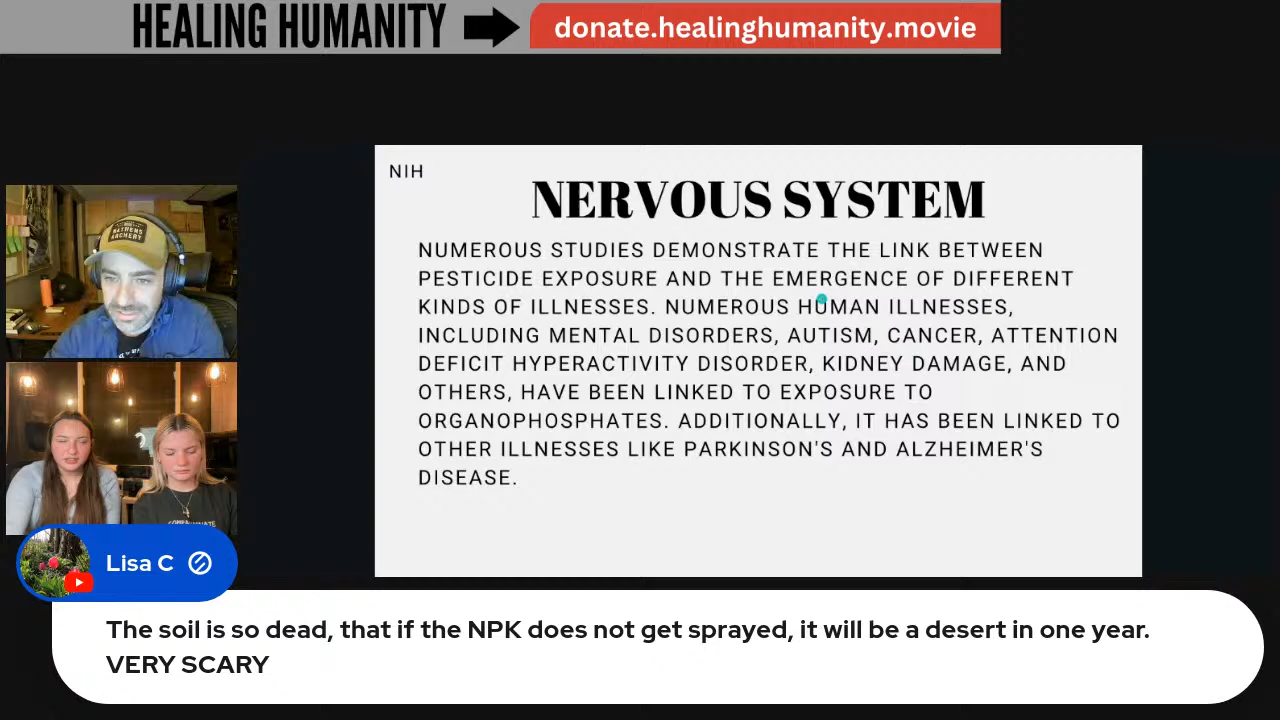 HEALING HUMANITY
donate.healinghumanity.movie
NIH
NERVOUS SYSTEM
NUMEROUS STUDIES DEMONSTRATE THE LINK BETWEEN
PESTICIDE EXPOSURE AND THE EMERGENCE OF DIFFERENT
KINDS OF ILLNESSES. NUMEROUS HUMAN ILLNESSES,
INCLUDING MENTAL DISORDERS, AUTISM, CANCER, ATTENTION
DEFICIT HYPERACTIVITY DISORDER, KIDNEY DAMAGE, AND
OTHERS, HAVE BEEN LINKED TO EXPOSURE TO
ORGANOPHOSPHATES. ADDITIONALLY, IT HAS BEEN LINKED TO
OTHER ILLNESSES LIKE PARKINSON'S AND ALZHEIMER'S
DISEASE.
MATHEWS
ARCHERY
Lisa C
The soil is so dead, that if the NPK does not get sprayed, it will be a desert in one year.
VERY SCARY